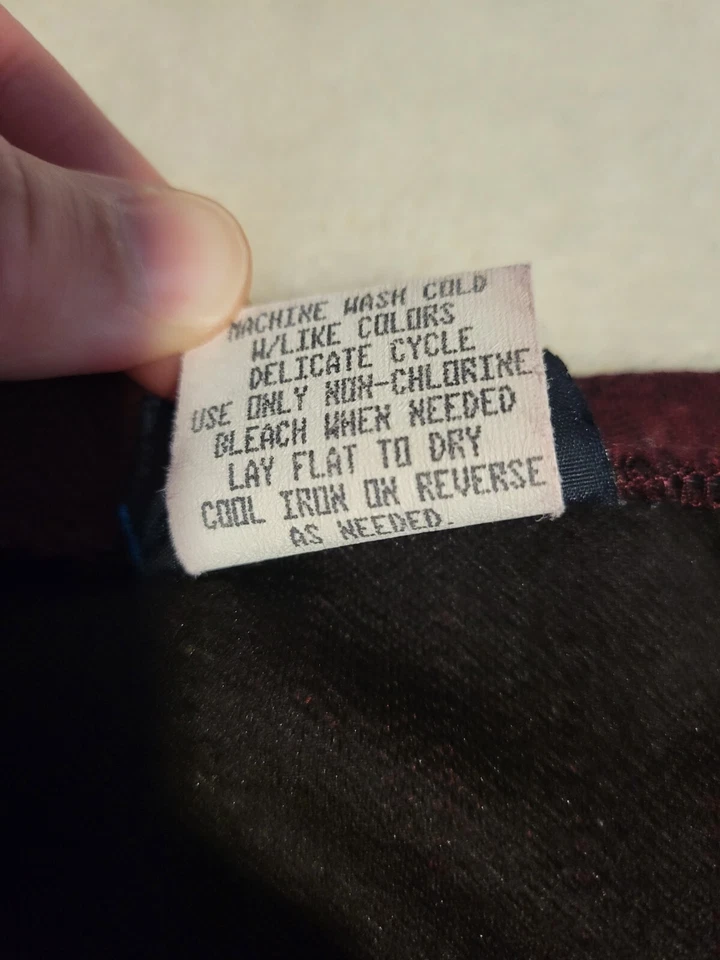 MACHINE WASH COLD
W/LIKE COLORS
DELICATE CYCLE
USE ONLY NON-CHLORINE
BLEACH WHEN NEEDED
LAY FLAT TO DRY
COOL IRON ON REVERSE
AS NEEDED.